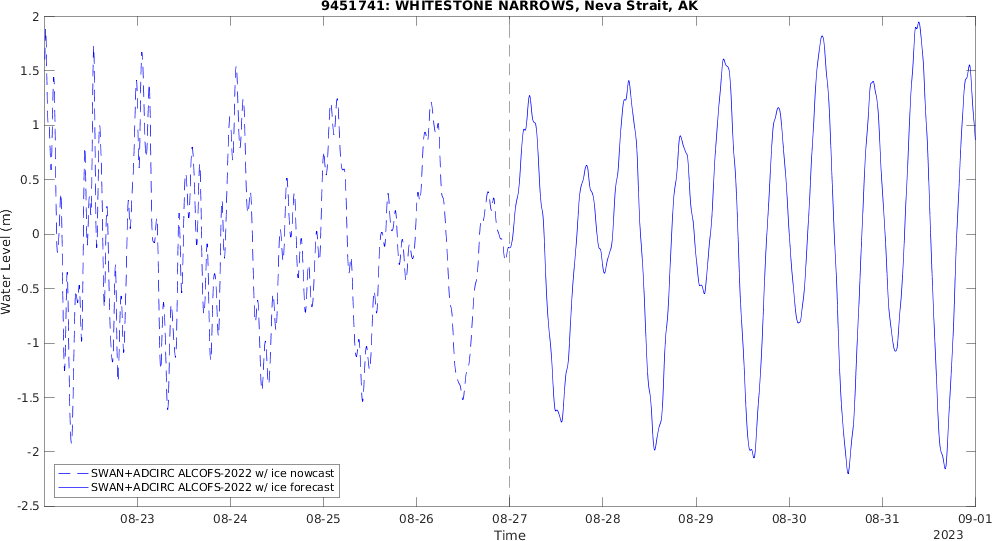 9451741: WHITESTONE NARROWS, Neva Strait, AK
Water Level (m)
2
1.5
1
0.5
0
-0.5
-1
-1.5
-2
-2.5
SWAN+ADCIRC ALCOFS-2022 w/ ice nowcast
SWAN+ADCIRC ALCOFS-2022 w/ ice forecast
08-23 08-24 08-25 08-26 08-27 08-28 08-29 08-30 08-31 09-01
Time
2023